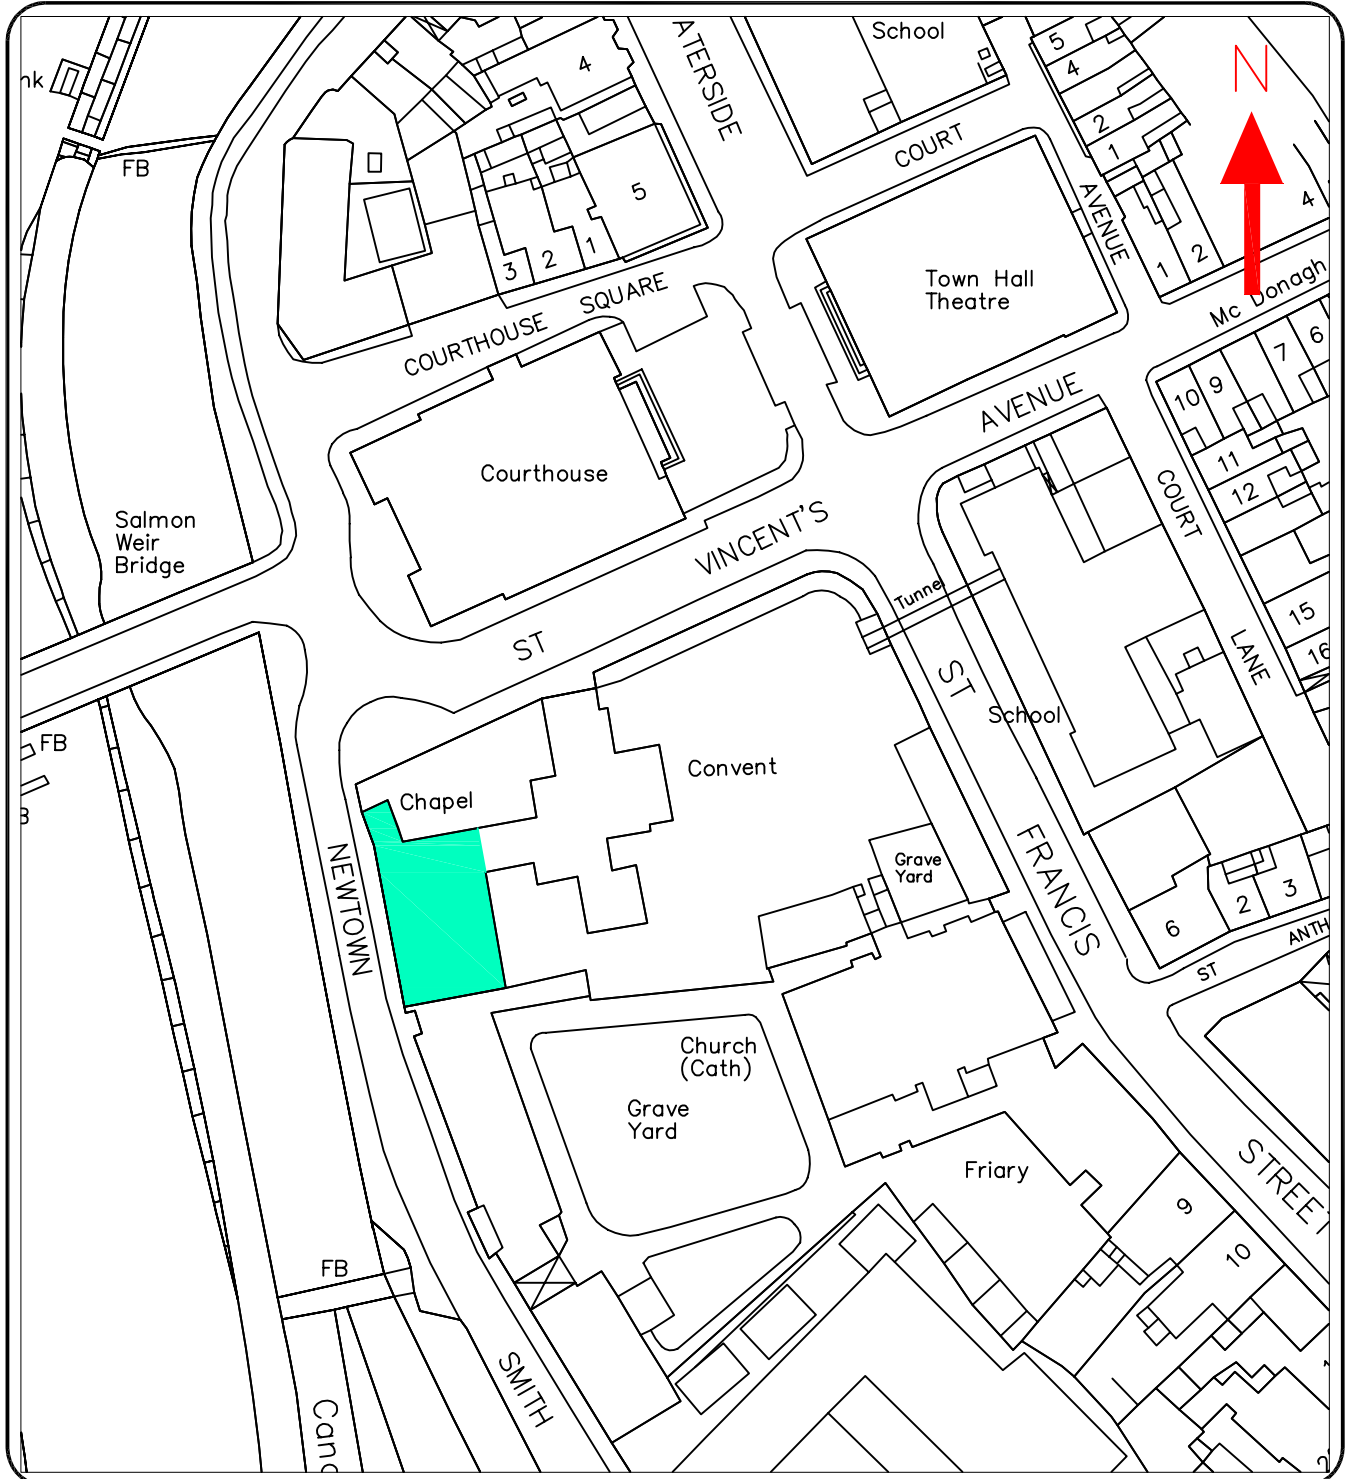 School
ATERSIDE
4
5
4
N
nk
FB
COURT
2
1
AVENUE
5
4
3
2
1
1
2
Town Hall
Theatre
Mc Donagh
SQUARE
COURTHOUSE
6
7
9
10
AVENUE
Courthouse
11
12
COURT
Salmon
Weir
Bridge
VINCENT'S
ST
Tunnel
15
16
LANE
ST
School
FB
Convent
Chapel
NEWTOWN
Grave
Yard
FRANCIS
6
2
3
ANTH
ST
Church
(Cath)
Grave
Yard
Friary
STREET
9
10
FB
SMITH
Cana